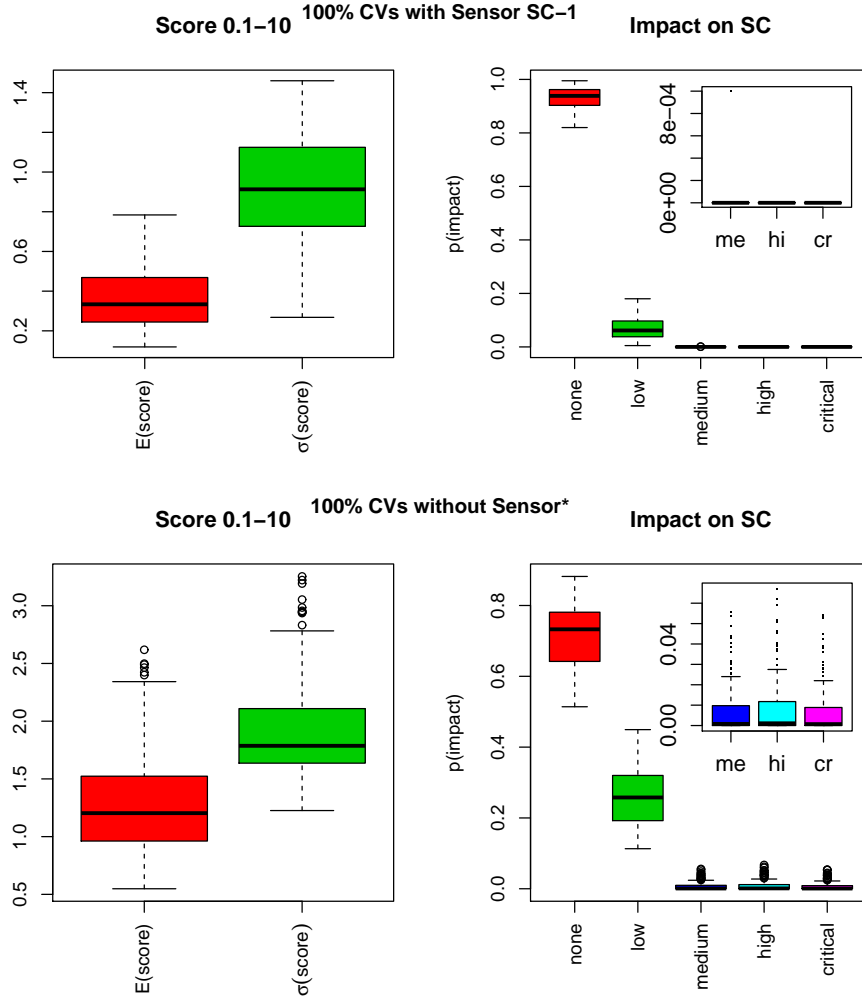 100% CVs with Sensor SC−1
Score 0.1−10
0.2 0.6 1.0 1.4
E(score)
σ(score)
Impact on SC
p(impact)
0.0 0.2 0.4 0.6 0.8 1.0
none
low
medium
high
critical
0e+00 8e−04
me hi cr
100% CVs without Sensor*
Score 0.1−10
0.5 1.0 1.5 2.0 2.5 3.0
E(score)
σ(score)
Impact on SC
p(impact)
0.0 0.2 0.4 0.6 0.8
none
low
medium
high
critical
0.00 0.04
me hi cr